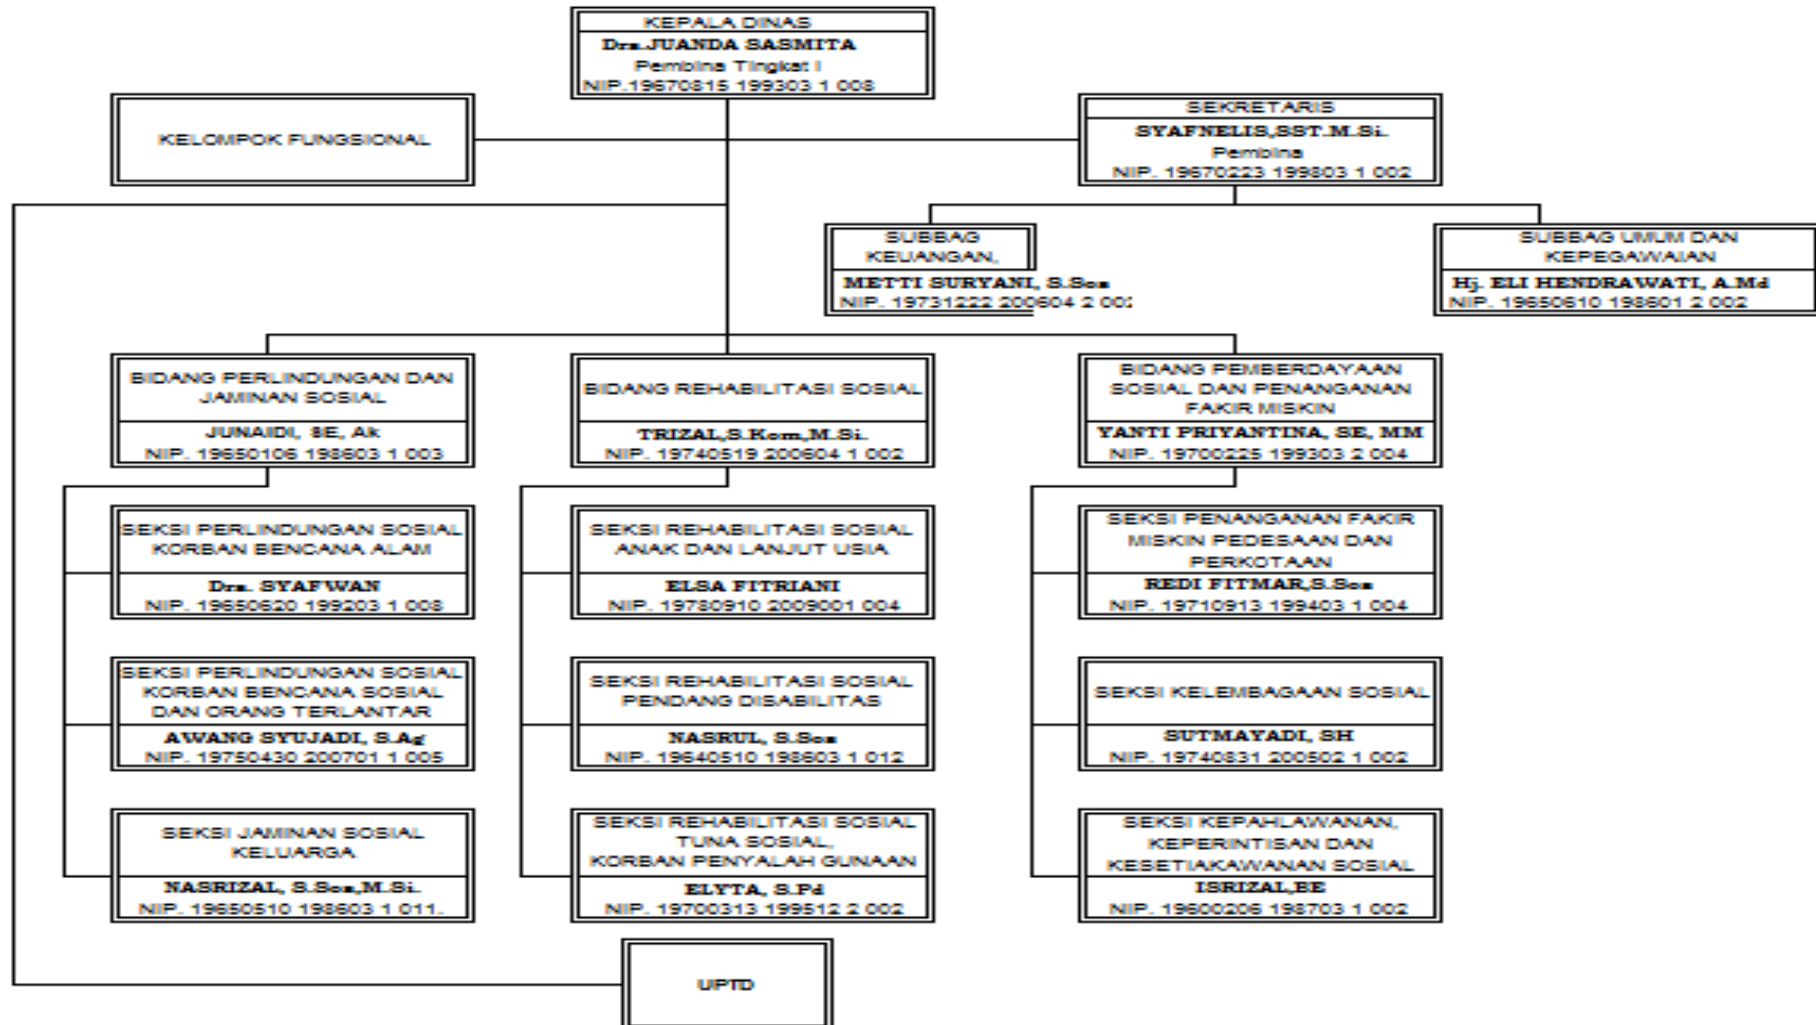 KEPALA DINAS
Drs.JUANDA SASMITA
Pembina Tingkat I
NIP.19670815 199303 1 008
KELOMPOK FUNGSIONAL
SEKRETARIS
SYAFNELIS,SST.M.Si.
Pembina
NIP. 19670223 199803 1 002
SUBBAG
KEUANGAN,
METTI SURYANI, S.Sos
NIP. 19731222 200604 2 002
SUBBAG UMUM DAN
KEPEGAWAIAN
Hj. ELI HENDRAWATI, A.Md
NIP. 19650610 198601 2 002
BIDANG PERLINDUNGAN DAN
JAMINAN SOSIAL
JUNAIDI, SE, Ak
NIP. 19650106 198603 1 003
BIDANG REHABILITASI SOSIAL
TRIZAL,S.Kom,M.Si.
NIP. 19740519 200604 1 002
BIDANG PEMBERDAYAAN
SOSIAL DAN PENANGANAN
FAKIR MISKIN
YANTI PRIYANTINA, SE, MM
NIP. 19700225 199303 2 004
SEKSI PERLINDUNGAN SOSIAL
KORBAN BENCANA ALAM
Drs. SYAFWAN
NIP. 19650620 199203 1 008
SEKSI REHABILITASI SOSIAL
ANAK DAN LANJUT USIA
ELSA FITRIANI
NIP. 19780910 2009001 004
SEKSI PENANGANAN FAKIR
MISKIN PEDESAAN DAN
PERKOTAAN
REDI FITMAR,S.Sos
NIP. 19710913 199403 1 004
SEKSI PERLINDUNGAN SOSIAL
KORBAN BENCANA SOSIAL
DAN ORANG TERLANTAR
AWANG SYUJADI, S.Ag
NIP. 19750430 200701 1 005
SEKSI REHABILITASI SOSIAL
PENDANG DISABILITAS
NASRUL, S.Sos
NIP. 19640510 198603 1 012
SEKSI KELEMBAGAAN SOSIAL
SUTMAYADI, SH
NIP. 19740831 200502 1 002
SEKSI JAMINAN SOSIAL
KELUARGA
NASRIZAL, S.Sos,M.Si.
NIP. 19650510 198603 1 011.
SEKSI REHABILITASI SOSIAL
TUNA SOSIAL,
KORBAN PENYALAH GUNAAN
ELYTA, S.Pd
NIP. 19700313 199512 2 002
SEKSI KEPAHLAWANAN,
KEPERINTISAN DAN
KESETIAKAWANAN SOSIAL
ISRIZAL,BE
NIP. 19600206 198703 1 002
UPTD